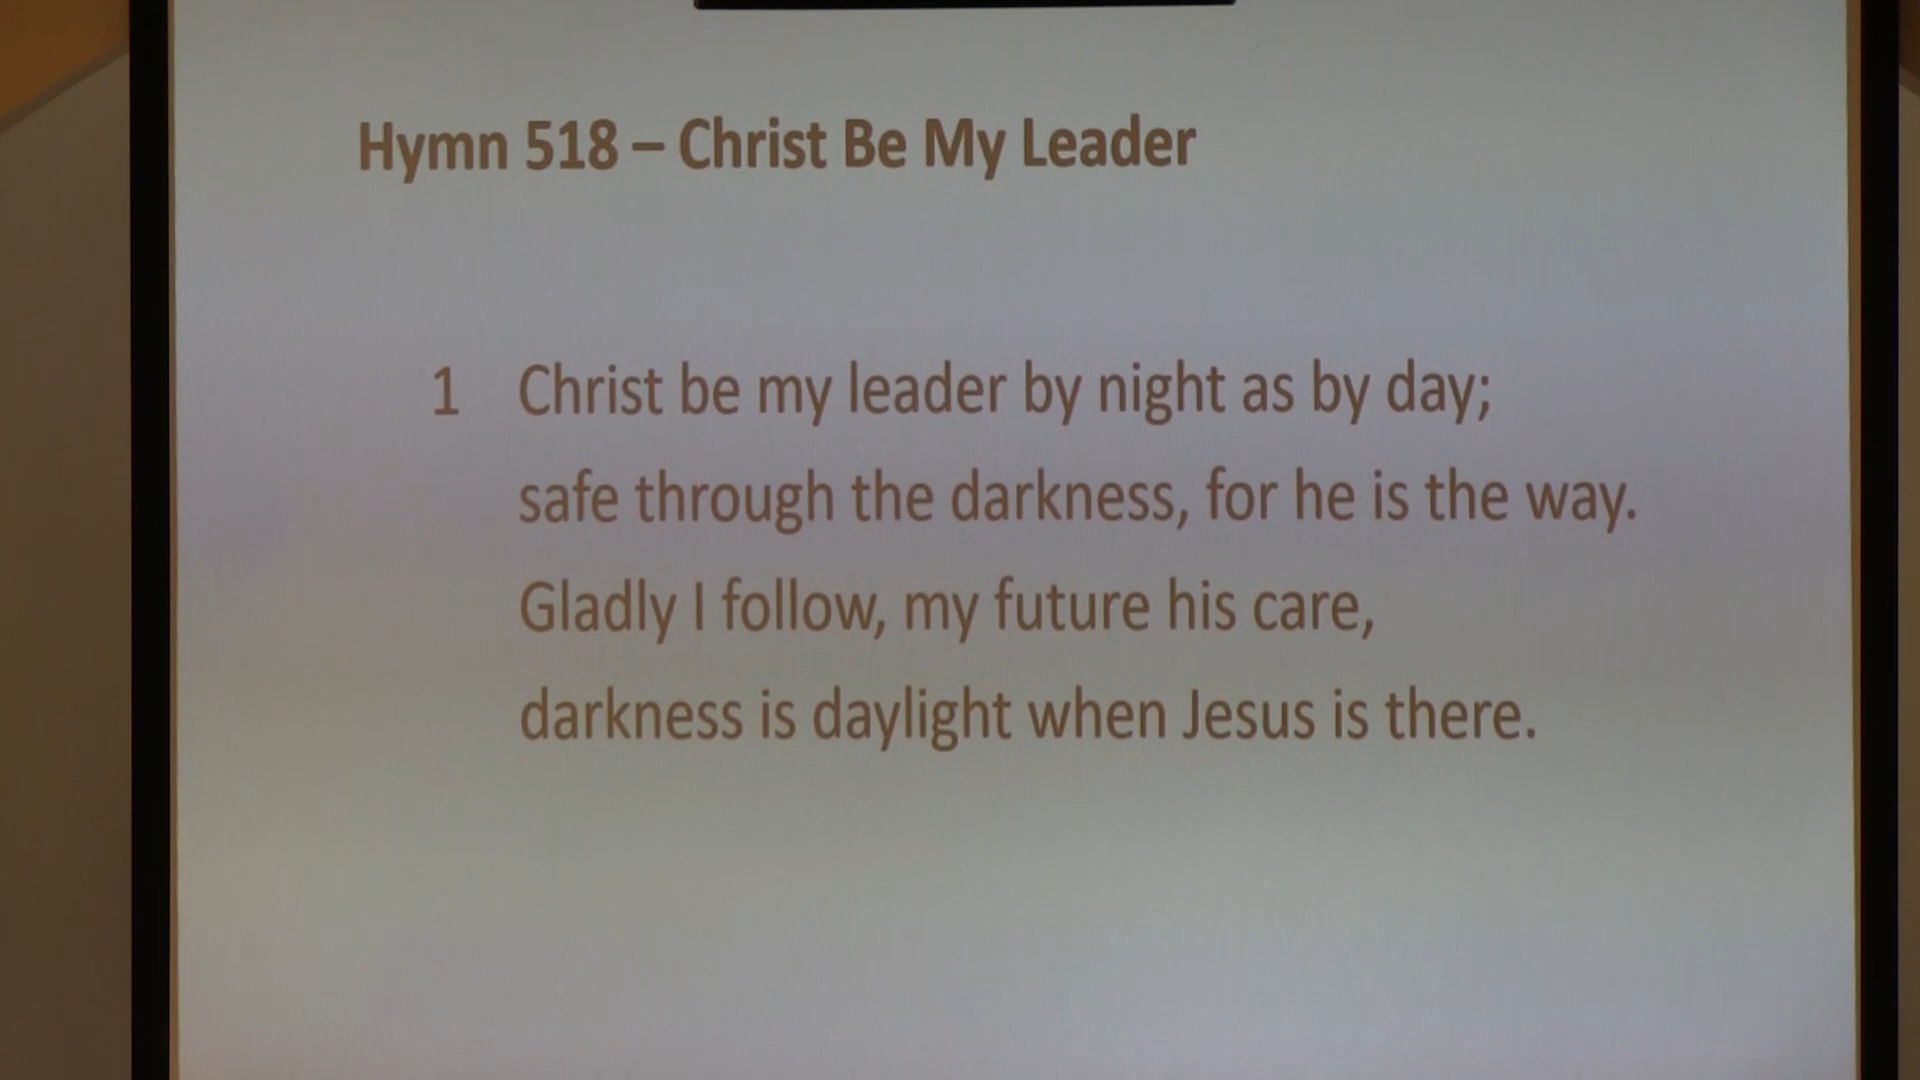 Hymn 518 – Christ Be My Leader
1 Christ be my leader by night as by day;
safe through the darkness, for he is the way.
Gladly I follow, my future his care,
darkness is daylight when Jesus is there.